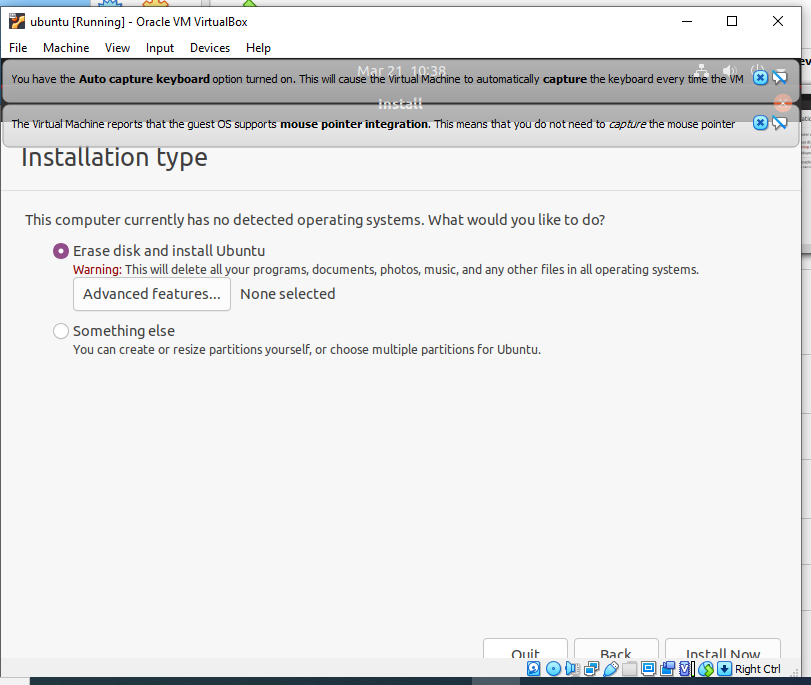 ubuntu [Running] - Oracle VM VirtualBox
File Machine View Input Devices Help
Mar 21 10:38
You have the Auto capture keyboard option turned on. This will cause the Virtual Machine to automatically capture the keyboard every time the VM
Install
The Virtual Machine reports that the guest OS supports mouse pointer integration. This means that you do not need to capture the mouse pointer
Installation type
This computer currently has no detected operating systems. What would you like to do?
Erase disk and install Ubuntu
Warning: This will delete all your programs, documents, photos, music, and any other files in all operating systems.
Advanced features... None selected
Something else
You can create or resize partitions yourself, or choose multiple partitions for Ubuntu.
Quit Back Install Now
Right Ctrl